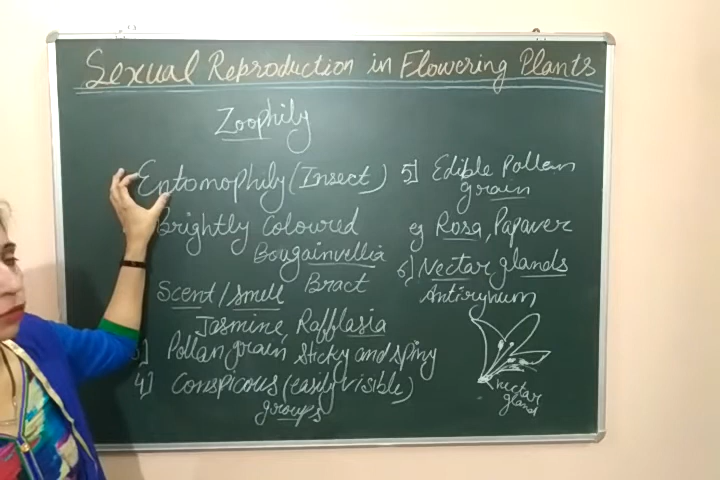 Sexual Reproduction in Flowering Plants
Zoophily
Entomophily (Insect)
Brightly Coloured
Bougainvellia
Bract
Scent/smell
Jasmine, Rafflasia
3] Pollan grain sticky and spiny
4] Conspicous (easily visible)
groups
5] Edible Pollan
grain
eg Rosa, Papaver
6] Nectar glands
Antirrhum
nectar
gland